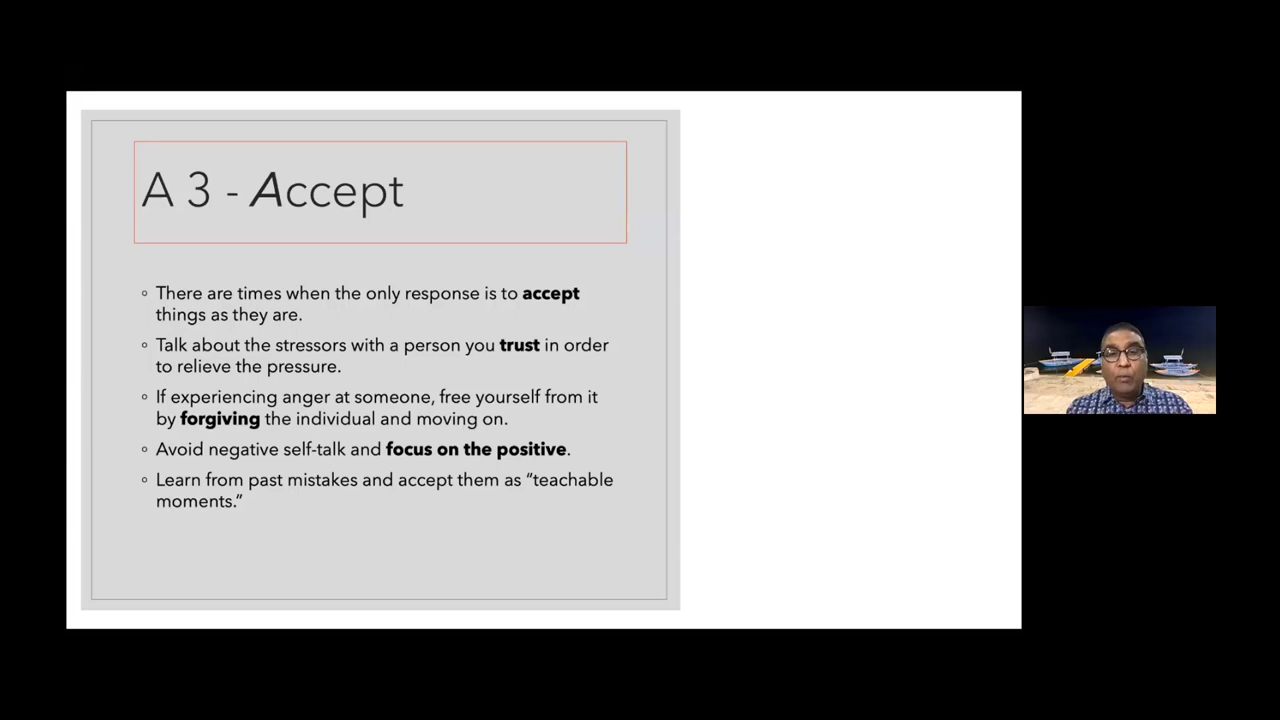 A 3 - Accept
◦ There are times when the only response is to accept
things as they are.
◦ Talk about the stressors with a person you trust in order
to relieve the pressure.
◦ If experiencing anger at someone, free yourself from it
by forgiving the individual and moving on.
◦ Avoid negative self-talk and focus on the positive.
◦ Learn from past mistakes and accept them as “teachable
moments.”